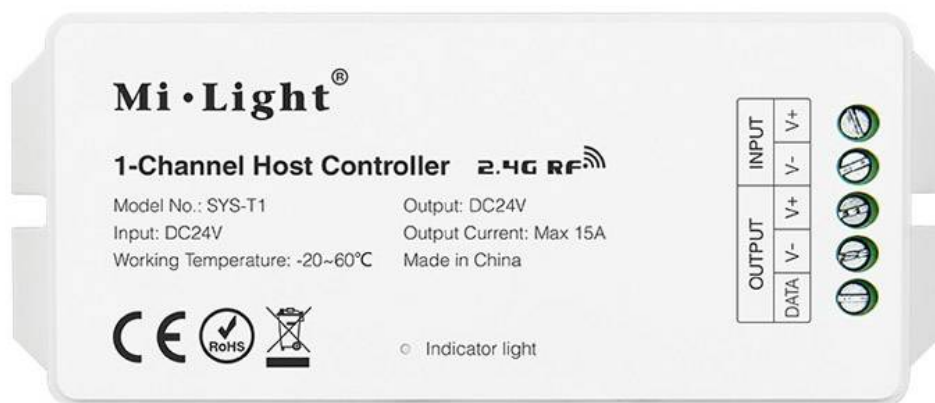 Mi•Light®
1-Channel Host Controller 2.4G RF
Model No.: SYS-T1
Input: DC24V
Working Temperature: -20~60℃
Output: DC24V
Output Current: Max 15A
Made in China
CE RoHS
Indicator light
INPUT V+
V-
OUTPUT V+
V-
DATA